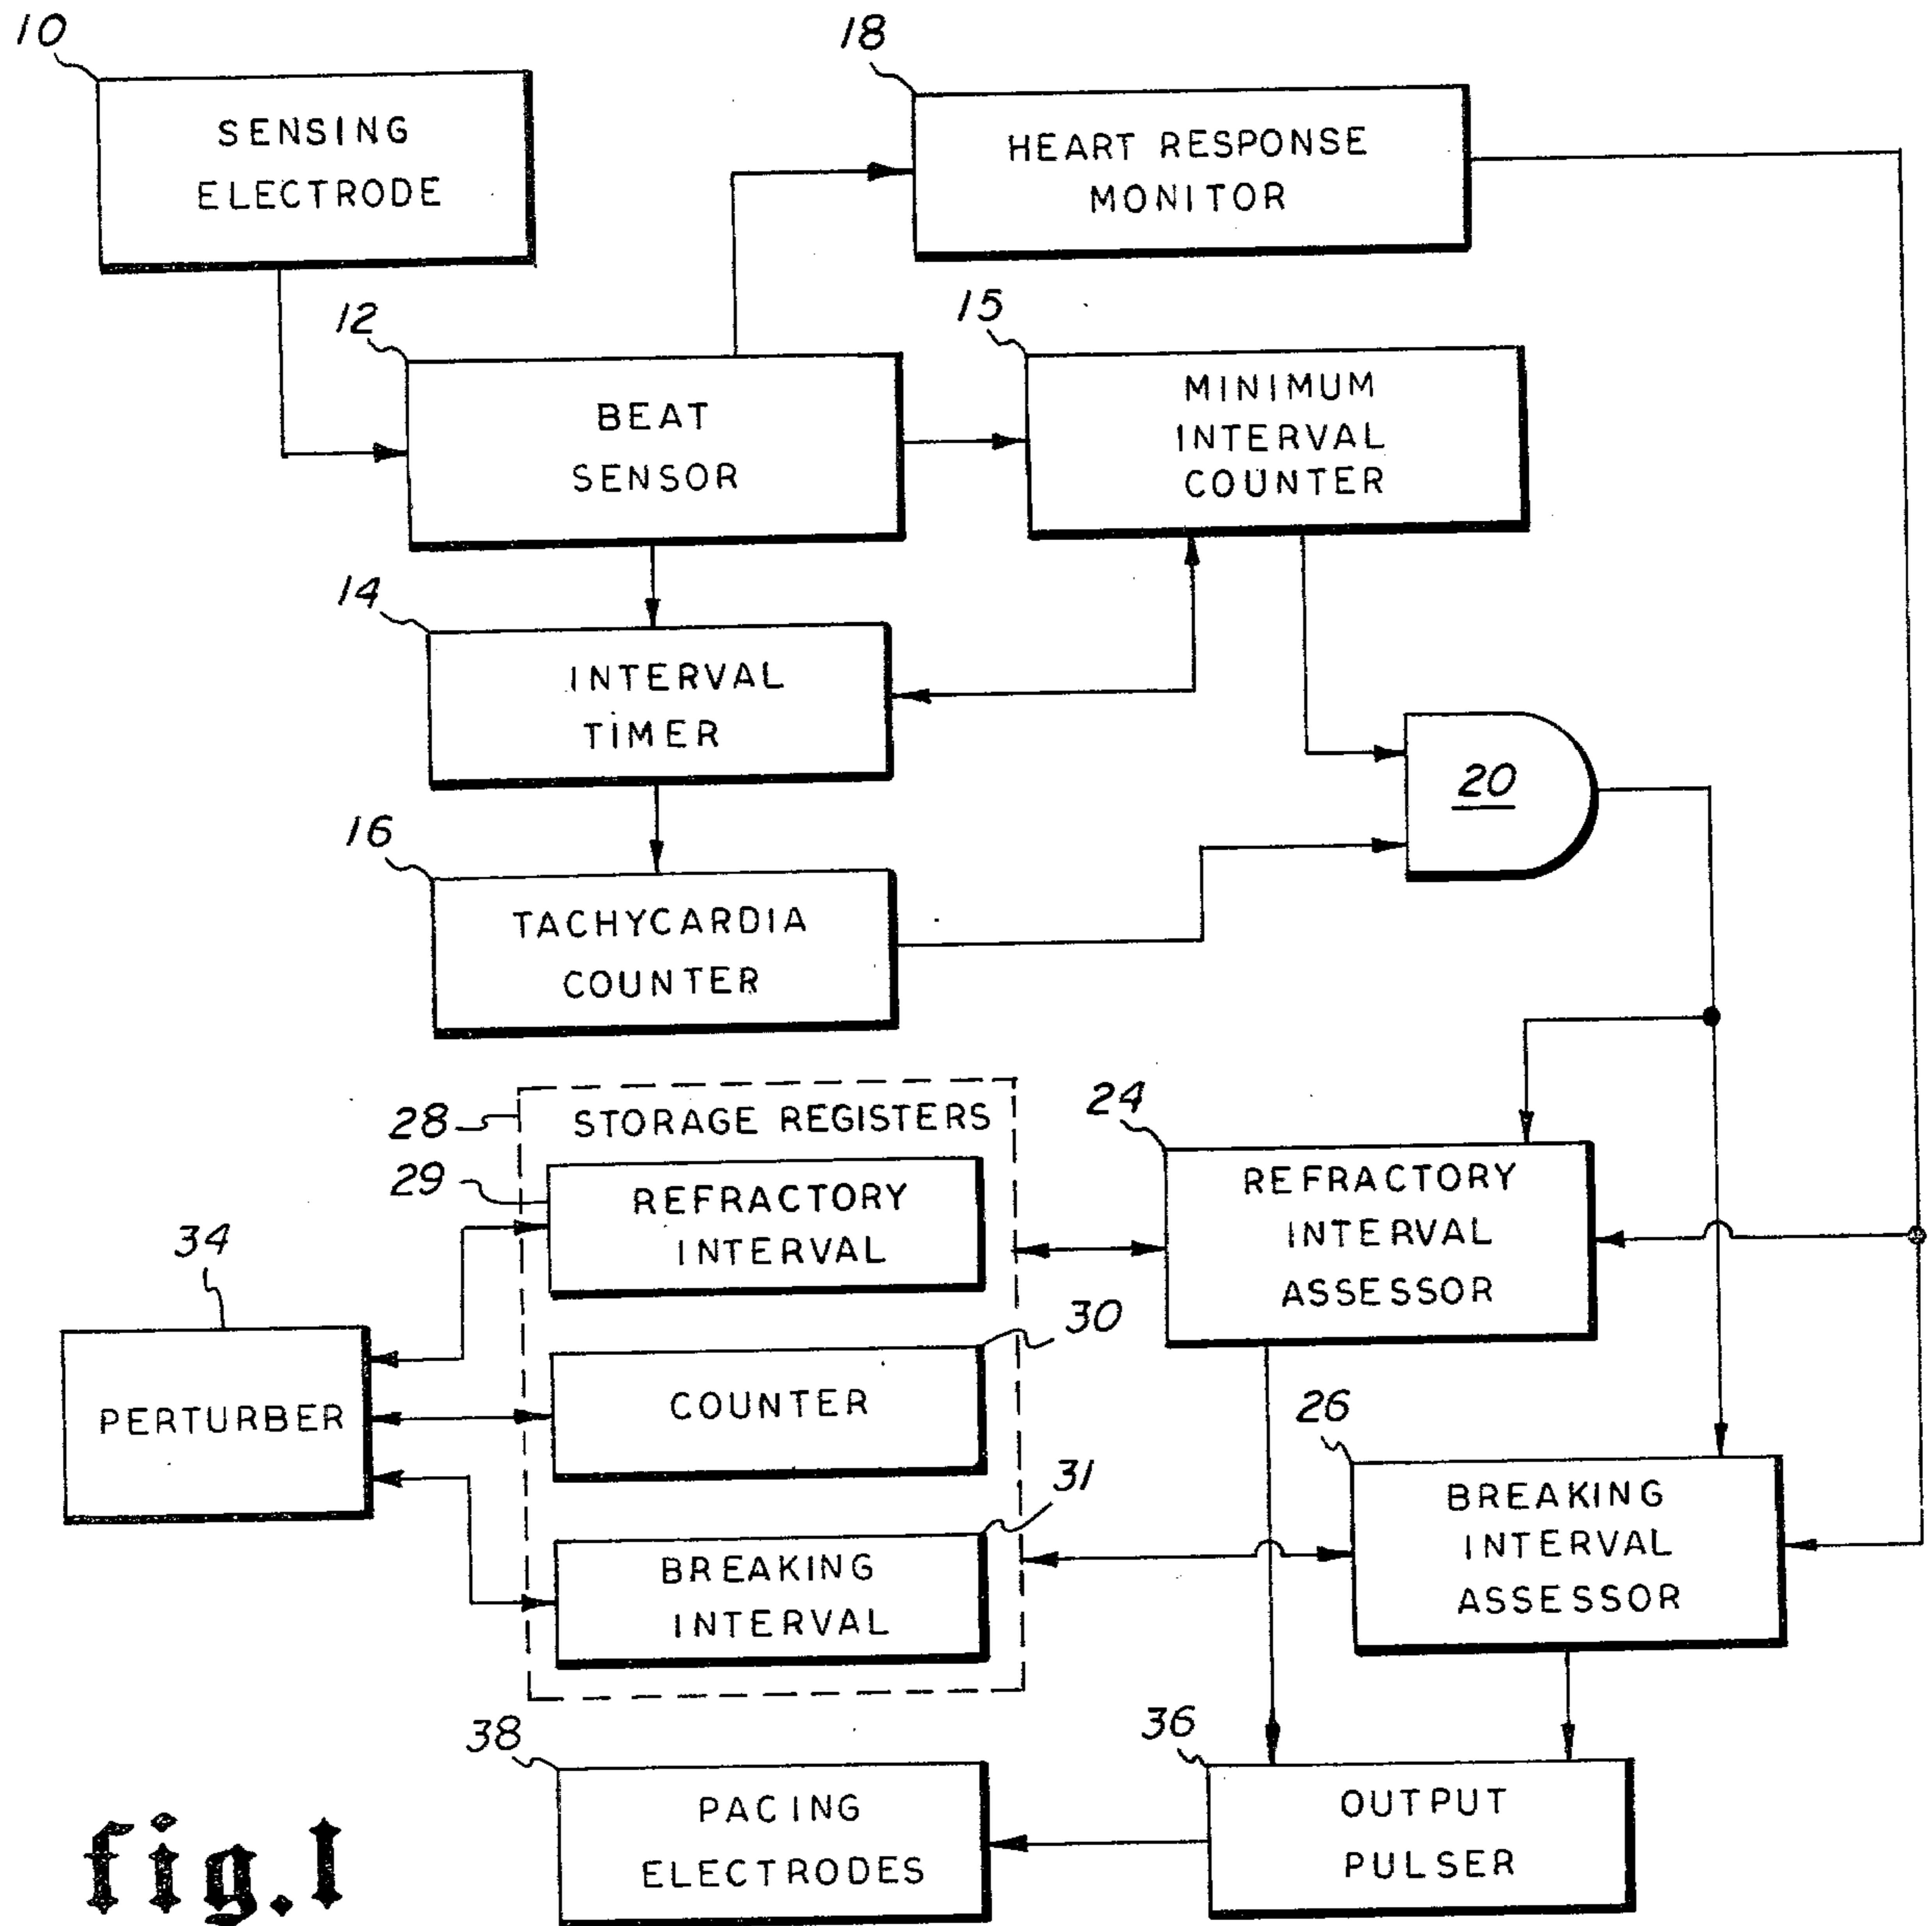 10
SENSING
ELECTRODE
18
HEART RESPONSE
MONITOR
12
BEAT
SENSOR
15
MINIMUM
INTERVAL
COUNTER
14
INTERVAL
TIMER
20
16
TACHYCARDIA
COUNTER
28
STORAGE REGISTERS
29
REFRACTORY
INTERVAL
24
REFRACTORY
INTERVAL
ASSESSOR
34
PERTURBER
30
COUNTER
26
BREAKING
INTERVAL
ASSESSOR
31
BREAKING
INTERVAL
38
PACING
ELECTRODES
36
OUTPUT
PULSER
fig.1